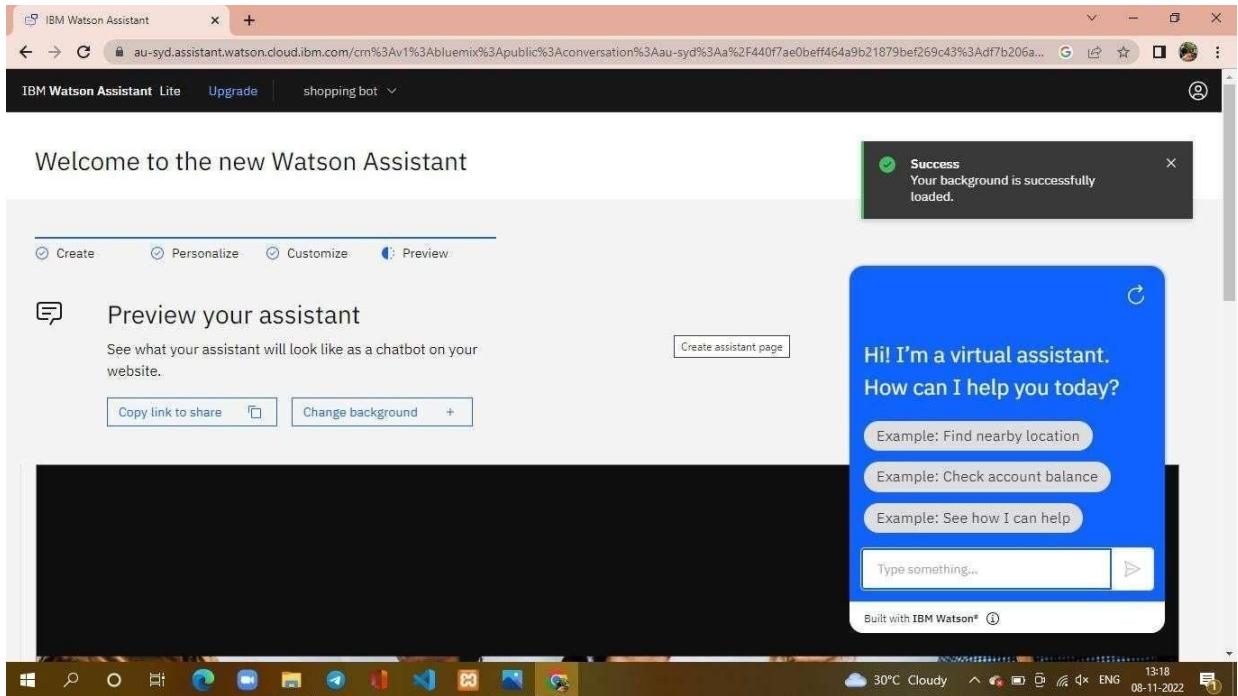 IBM Watson Assistant
au-syd.assistant.watson.cloud.ibm.com/crn%3Av1%3Abluemix%3Apublic%3Aconversation%3Aau-syd%3Aa%2F440f7ae0beff464a9b21879bef269c43%3Adf7b206a...
IBM Watson Assistant Lite Upgrade shopping bot
Welcome to the new Watson Assistant
Success
Your background is successfully
loaded.
Create Personalize Customize Preview
Preview your assistant
See what your assistant will look like as a chatbot on your
website.
Copy link to share Change background +
Create assistant page
Hi! I'm a virtual assistant.
How can I help you today?
Example: Find nearby location
Example: Check account balance
Example: See how I can help
Type something...
Built with IBM Watson®
30°C Cloudy ENG 13:18
08-11-2022